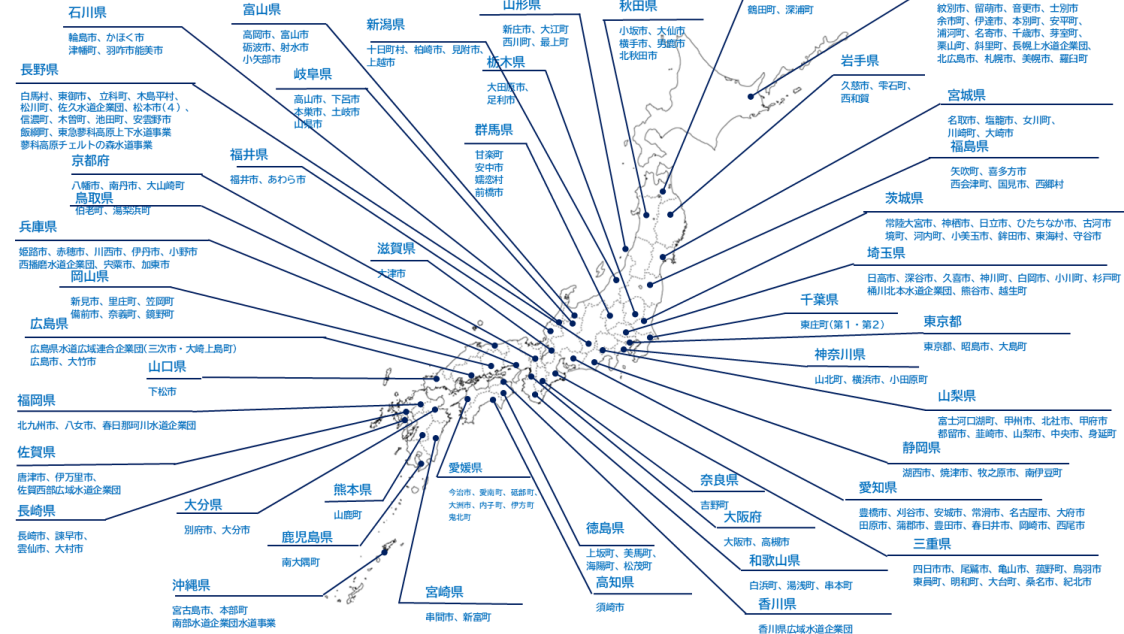 石川県
輪島市、かほく市
津幡町、羽咋市能美市
富山県
高岡市、富山市
砺波市、射水市
小矢部市
新潟県
十日町村、柏崎市、見附市、
上越市
山形県
新庄市、大江町
西川町、最上町
秋田県
小坂市、大仙市
横手市、男鹿市
北秋田市
鶴田町、深浦町
紋別市、留萌市、音更市、士別市
余市町、伊達市、本別町、安平町、
浦河町、名寄市、千歳市、芽室町、
栗山町、斜里町、長幌上水道企業団、
北広島市、札幌市、美幌市、羅臼町
長野県
白馬村、東御市、 立科町、木島平村、
松川町、佐久水道企業団、松本市(４) 、
信濃町、木曽町、池田町、安雲野市
飯綱町、東急蓼科高原上下水道事業
蓼科高原チェルトの森水道事業
岐阜県
高山市、下呂市
本巣市、土岐市
山県市
栃木県
大田原市、
足利市
岩手県
久慈市、雫石町、
西和賀
宮城県
名取市、塩龍市、女川町、
川崎町、大崎市
群馬県
甘楽町
安中市
嬬恋村
前橋市
福島県
矢吹町、喜多方市
西会津町、国見市、西郷村
京都府
八幡市、南丹市、大山崎町
福井県
福井市、あわら市
鳥取県
伯老町、湯梨浜町
茨城県
常陸大宮市、神栖市、日立市、ひたちなか市、古河市
境町、河内町、小美玉市、鉾田市、東海村、守谷市
兵庫県
姫路市、赤穂市、川西市、伊丹市、小野市
西播磨水道企業団、宍粟市、加東市
滋賀県
大津市
埼玉県
日高市、深谷市、久喜市、神川町、白岡市、小川町、杉戸町
桶川北本水道企業団、熊谷市、越生町
岡山県
新見市、里庄町、笠岡町
備前市、奈義町、鏡野町
千葉県
東庄町(第１・第２)
広島県
広島県水道広域連合企業団(三次市・大崎上島町)
広島市、大竹市
東京都
東京都、昭島市、大島町
神奈川県
山北町、横浜市、小田原町
山口県
下松市
山梨県
富士河口湖町、甲州市、北社市、甲府市
都留市、韮崎市、山梨市、中央市、身延町
福岡県
北九州市、八女市、春日那珂川水道企業団
佐賀県
唐津市、伊万里市、
佐賀西部広域水道企業団
静岡県
湖西市、焼津市、牧之原市、南伊豆町
愛媛県
今治市、愛南町、砥部町、
大洲市、内子町、伊方町
鬼北町
奈良県
吉野町
愛知県
豊橋市、刈谷市、安城市、常滑市、名古屋市、大府市
田原市、蒲郡市、豊田市、春日井市、岡崎市、西尾市
長崎県
長崎市、諫早市、
雲仙市、大村市
大分県
別府市、大分市
熊本県
山鹿町
大阪府
大阪市、高槻市
鹿児島県
南大隅町
徳島県
上坂町、美馬町、
海陽町、松茂町
三重県
四日市市、尾鷲市、亀山市、菰野町、鳥羽市
東員町、明和町、大台町、桑名市、紀北市
和歌山県
白浜町、湯浅町、串本町
高知県
須崎市
沖縄県
宮古島市、本部町
南部水道企業団水道事業
宮崎県
串間市、新富町
香川県
香川県広域水道企業団